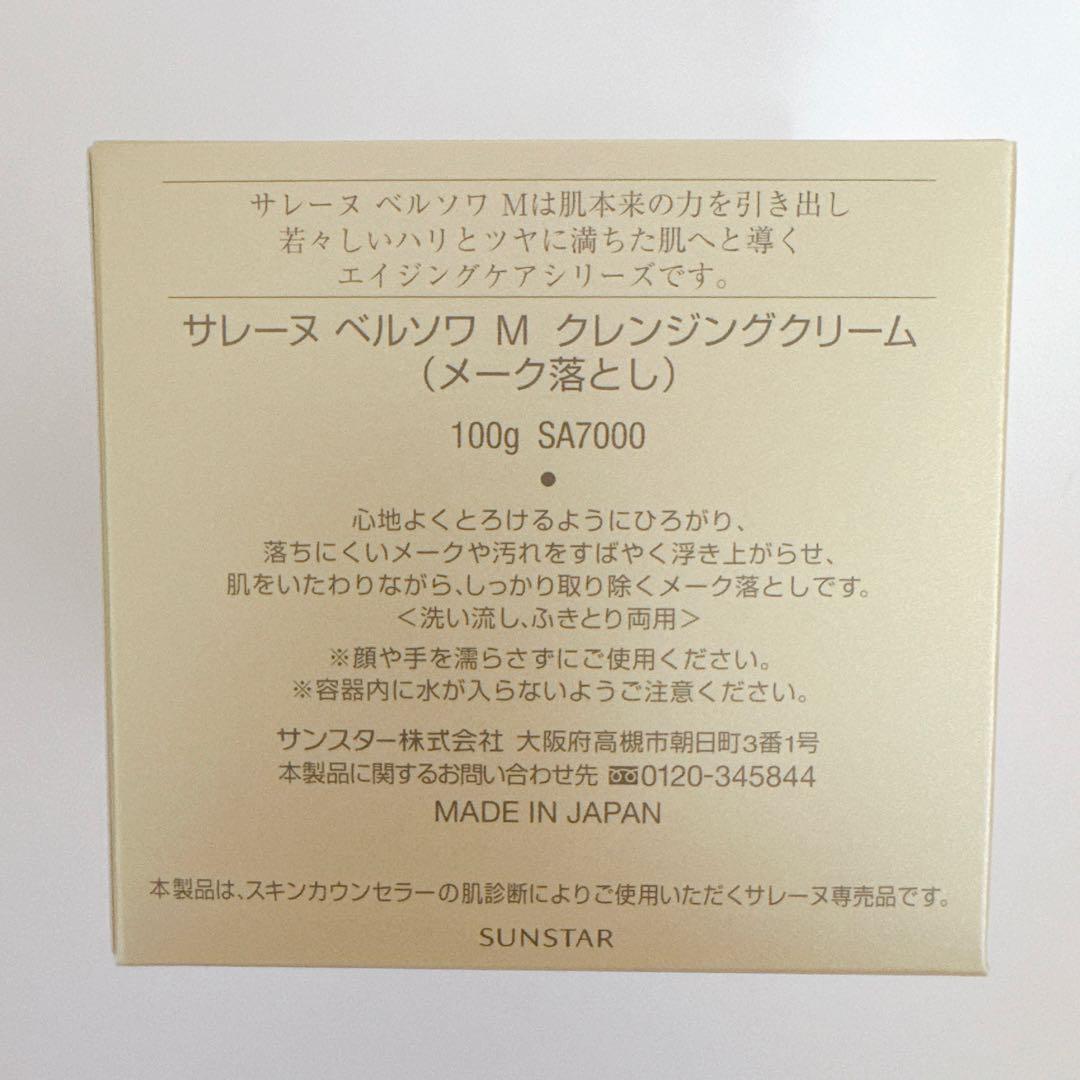 サレーヌ ベルソワ Mは肌本来の力を引き出し
若々しいハリとツヤに満ちた肌へと導く
エイジングケアシリーズです。
サレーヌ ベルソワ M クレンジングクリーム
(メーク落とし)
100g SA7000
●
心地よくとろけるようにひろがり、
落ちにくいメークや汚れをすばやく浮き上がらせ、
肌をいたわりながら、しっかり取り除くメーク落としです。
<洗い流し、ふきとり両用>
※顔や手を濡らさずにご使用ください。
※容器内に水が入らないようご注意ください。
サンスター株式会社 大阪府高槻市朝日町3番1号
本製品に関するお問い合わせ先 0120-345844
MADE IN JAPAN
本製品は、スキンカウンセラーの肌診断によりご使用いただくサレーヌ専売品です。
SUNSTAR